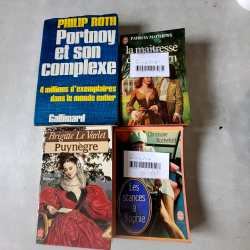 PHILIP ROTH
Portnoy
et son
complexe
4 millions d'exemplaires
dans le monde entier
Gallimard
PATRICIA MATTHEWS
la maîtresse
Brigitte Le Varlet
Puynègre
Christiane Rochefort
Les
stances
à
Sophie